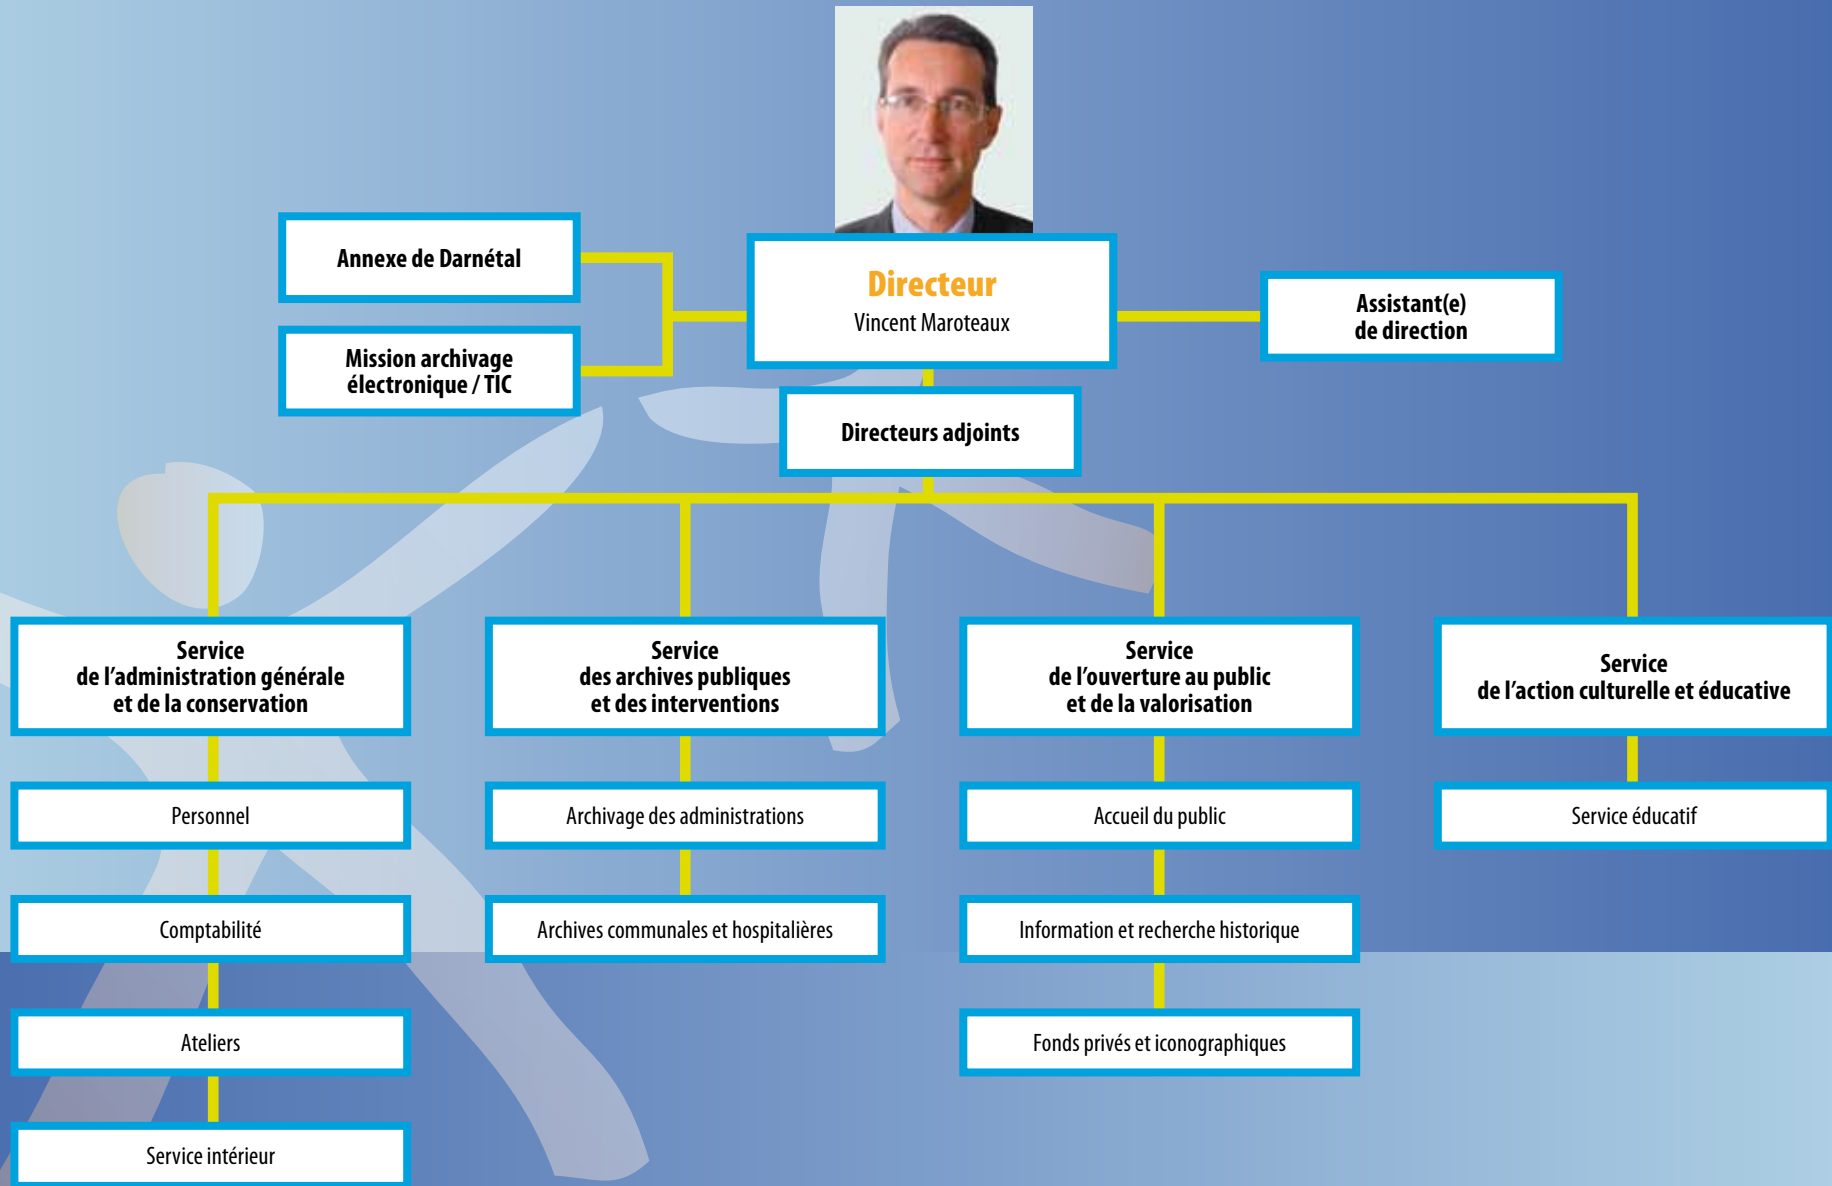 Annexe de Darnétal
Mission archivage
électronique / TIC
Directeur
Vincent Maroteaux
Assistant(e)
de direction
Directeurs adjoints
Service
de l'administration générale
et de la conservation
Personnel
Comptabilité
Ateliers
Service intérieur
Service
des archives publiques
et des interventions
Archivage des administrations
Archives communales et hospitalières
Service
de l'ouverture au public
et de la valorisation
Accueil du public
Information et recherche historique
Fonds privés et iconographiques
Service
de l'action culturelle et éducative
Service éducatif